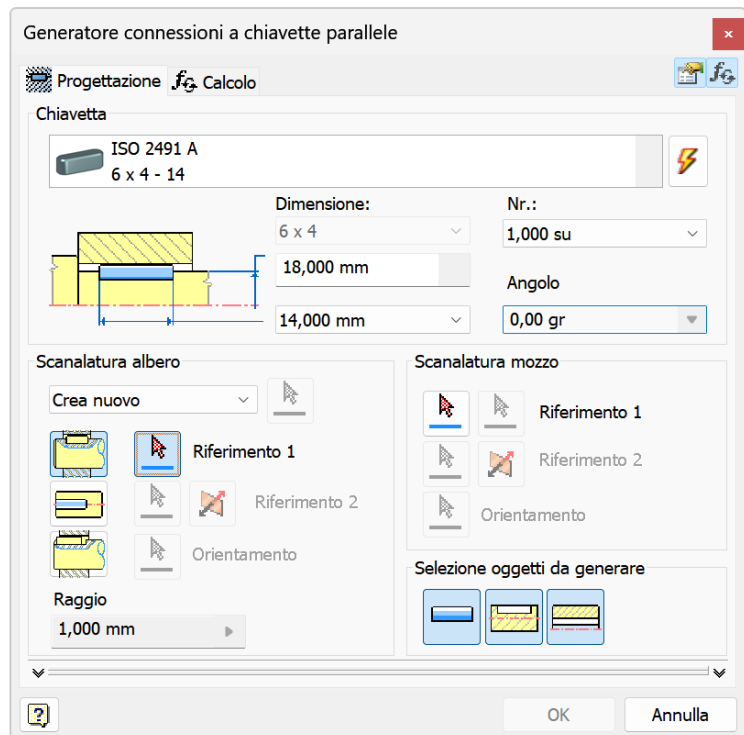 Generatore connessioni a chiavette parallele
Progettazione
Calcolo
Chiavetta
ISO 2491 A
6 x 4 - 14
Dimensione:
Nr.:
6 x 4
1,000 su
18,000 mm
Angolo
14,000 mm
0,00 gr
Scanalatura albero
Crea nuovo
Riferimento 1
Riferimento 2
Orientamento
Raggio
1,000 mm
Scanalatura mozzo
Riferimento 1
Riferimento 2
Orientamento
Selezione oggetti da generare
OK
Annulla